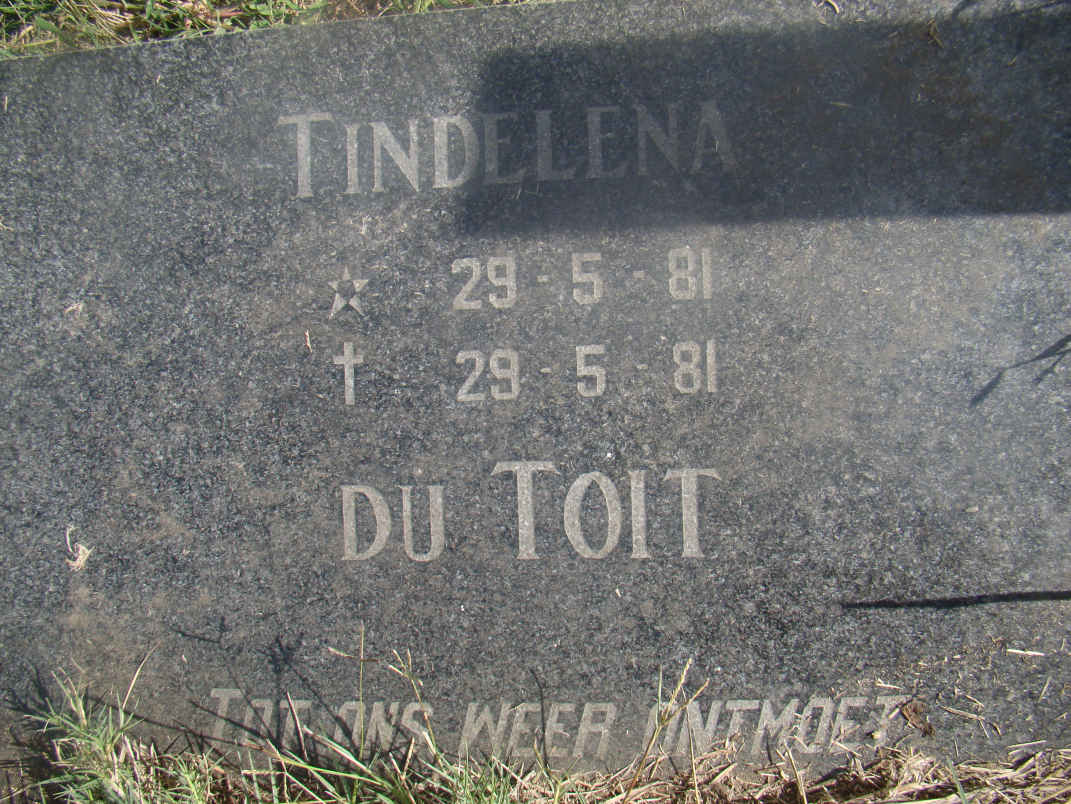 TINDELENA
☆ 29-5-81
† 29-5-81
DU TOIT
TOT ONS WEER ONTMOET